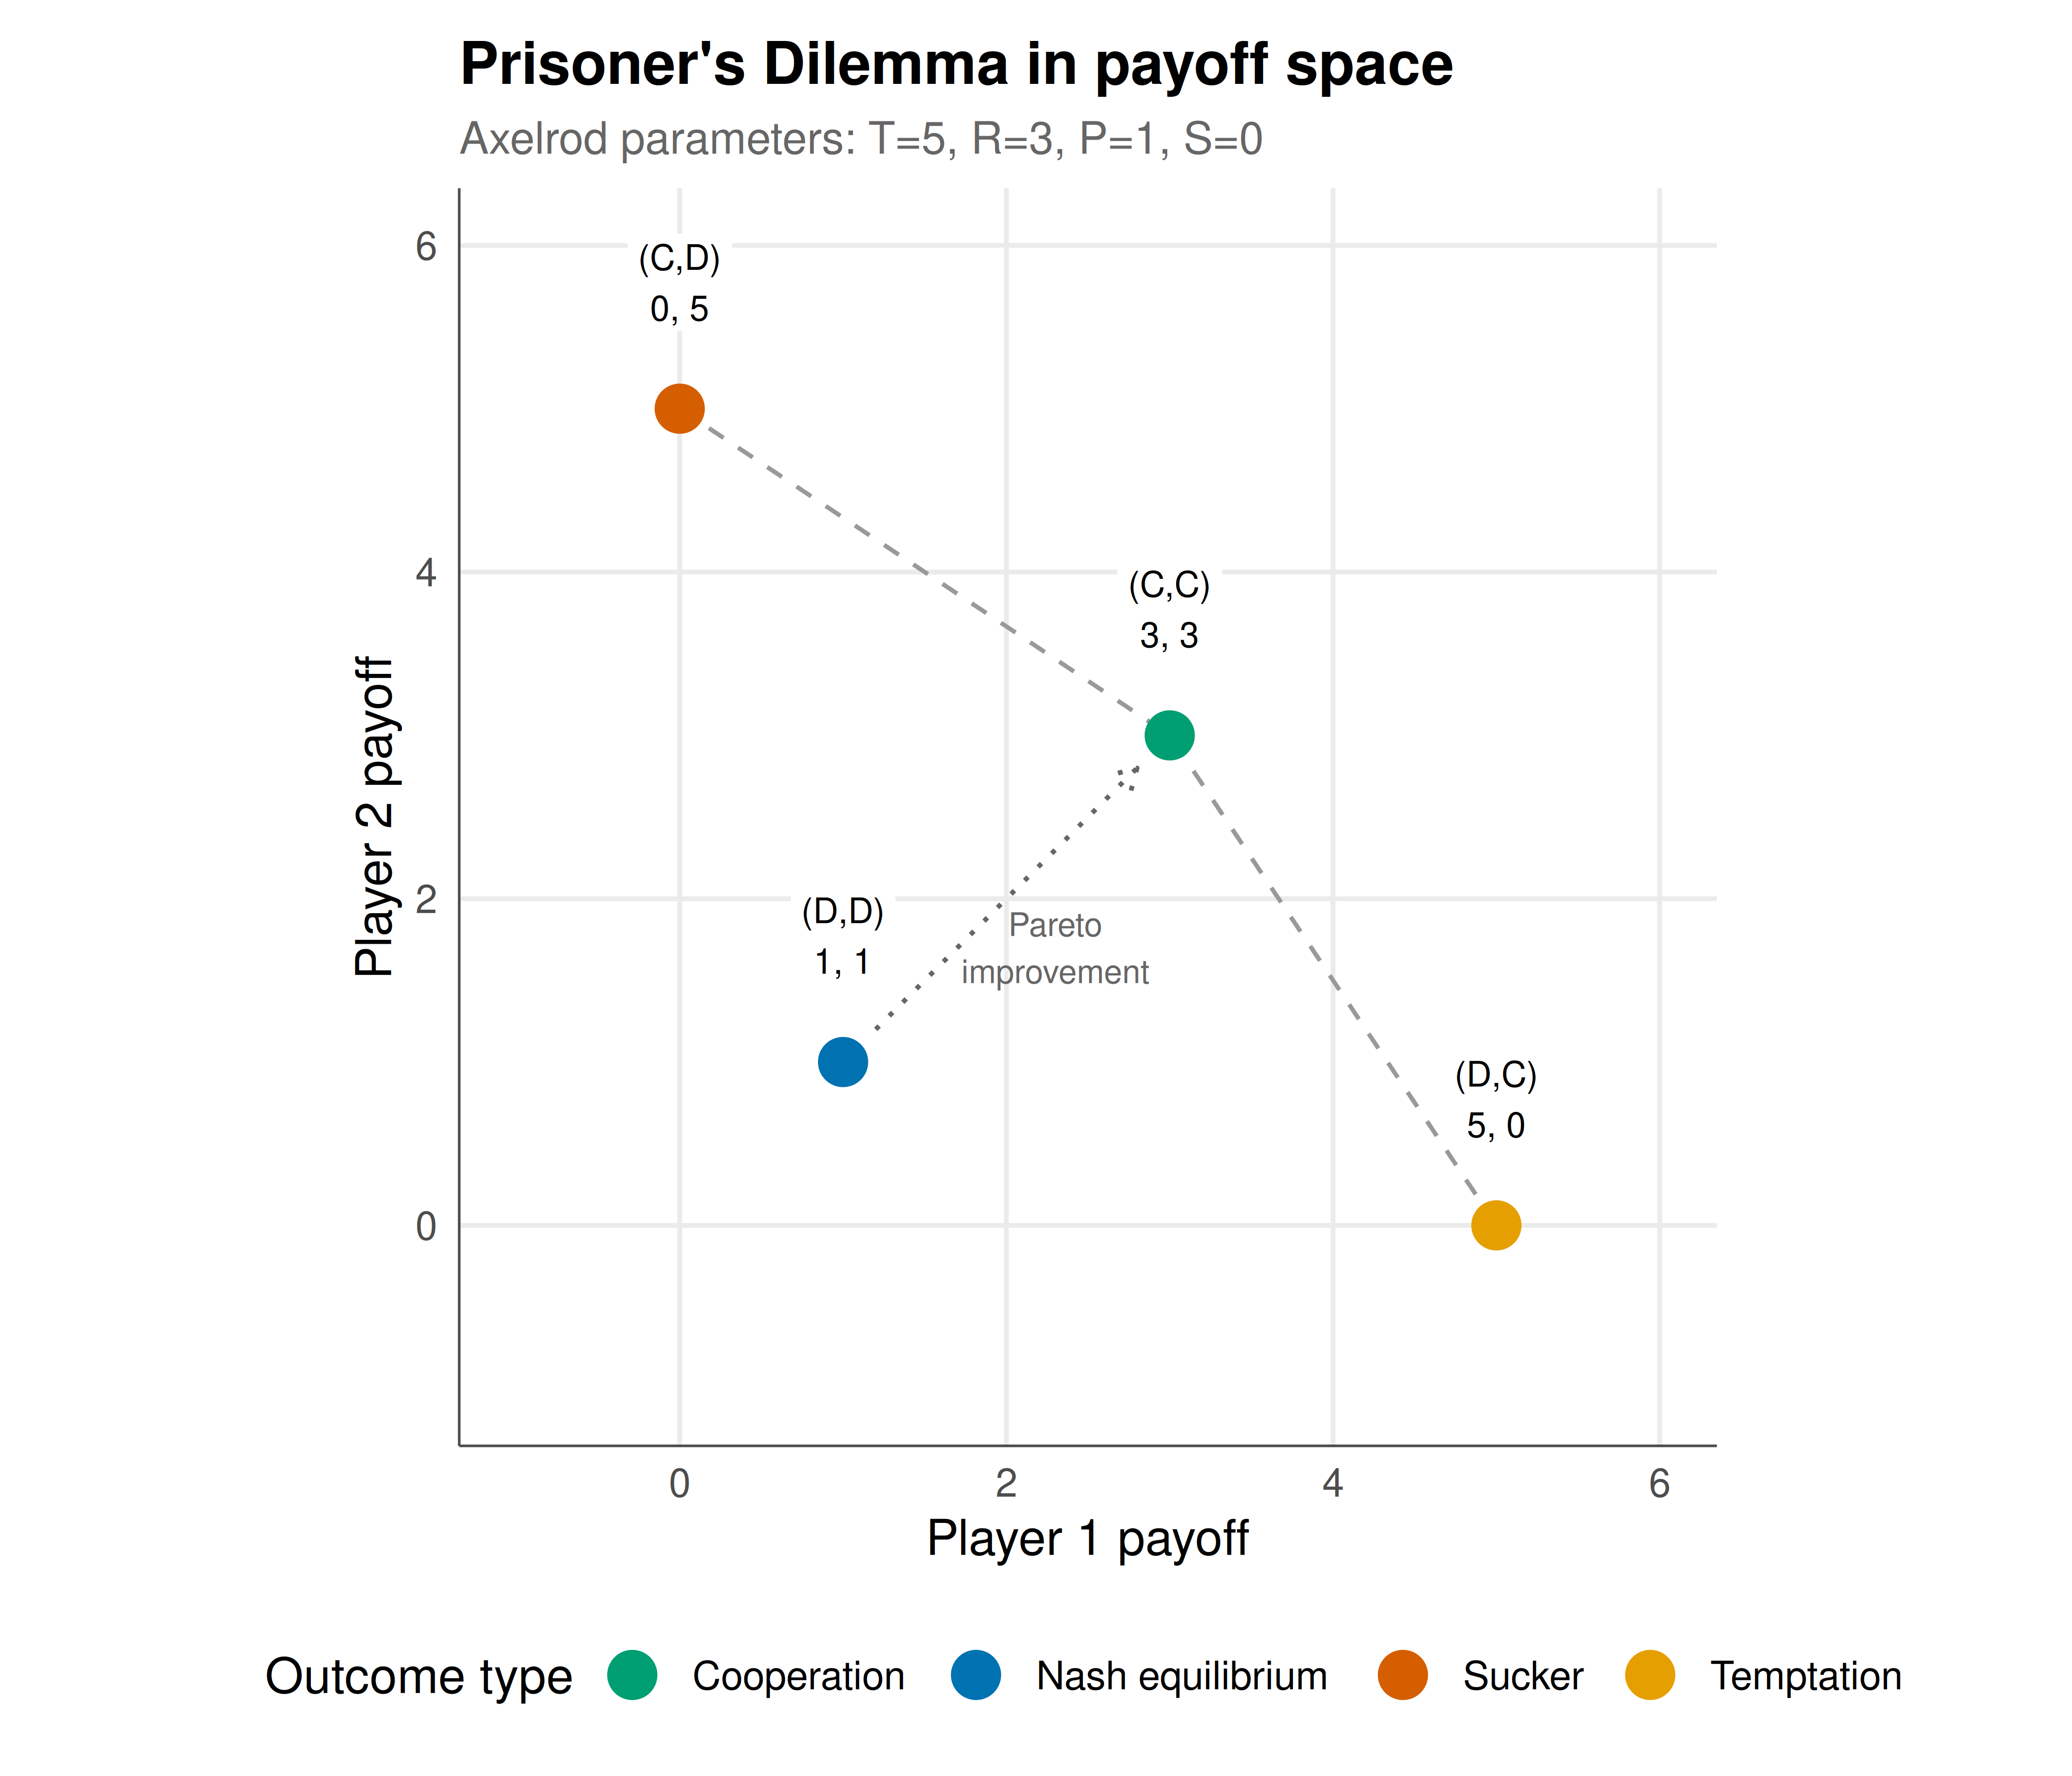 Prisoner's Dilemma in payoff space
Axelrod parameters: T=5, R=3, P=1, S=0
6
(C,D)
0, 5
4
(C,C)
3, 3
Player 2 payoff
2
(D,D)
1, 1
Pareto
improvement
(D,C)
5, 0
0
0 2 4 6
Player 1 payoff
Outcome type Cooperation Nash equilibrium Sucker Temptation